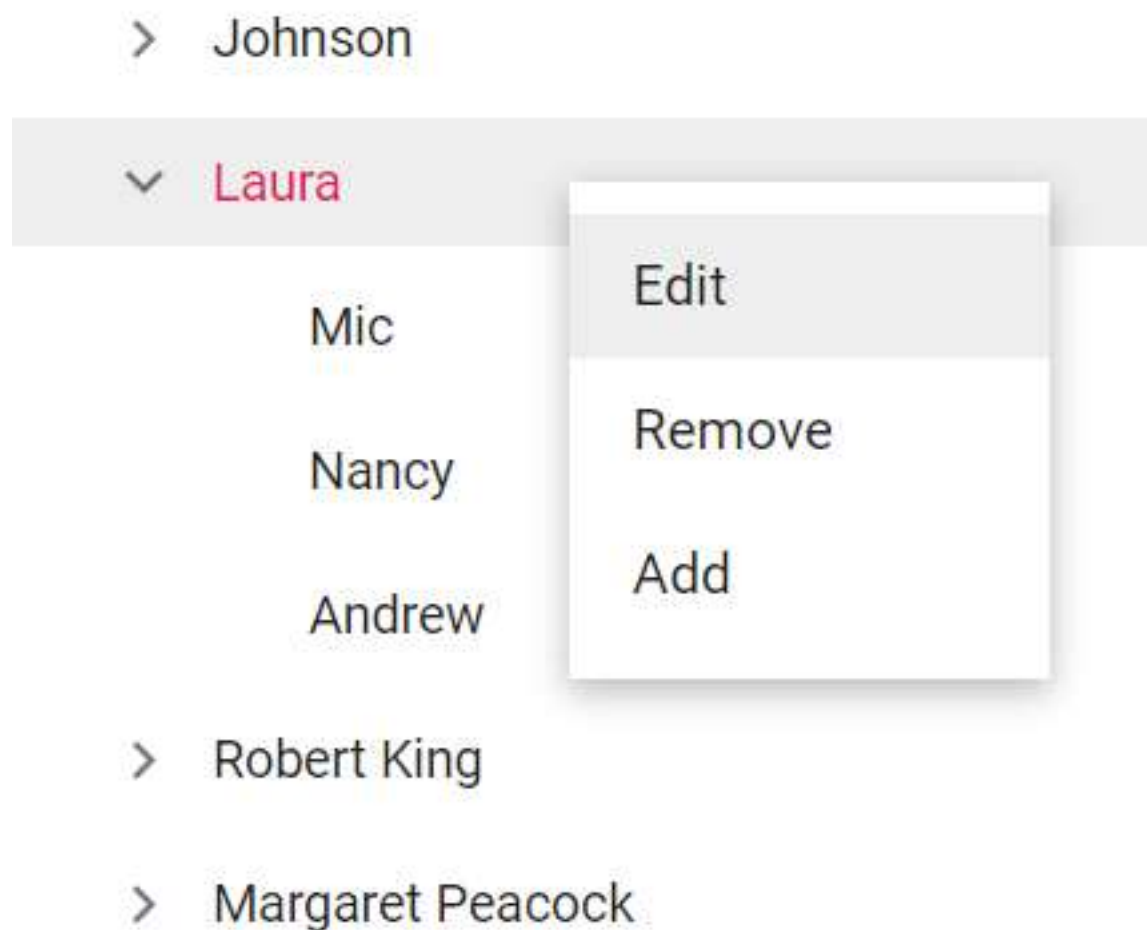 Johnson
Laura
Edit
Mic
Remove
Nancy
Add
Andrew
Robert King
Margaret Peacock